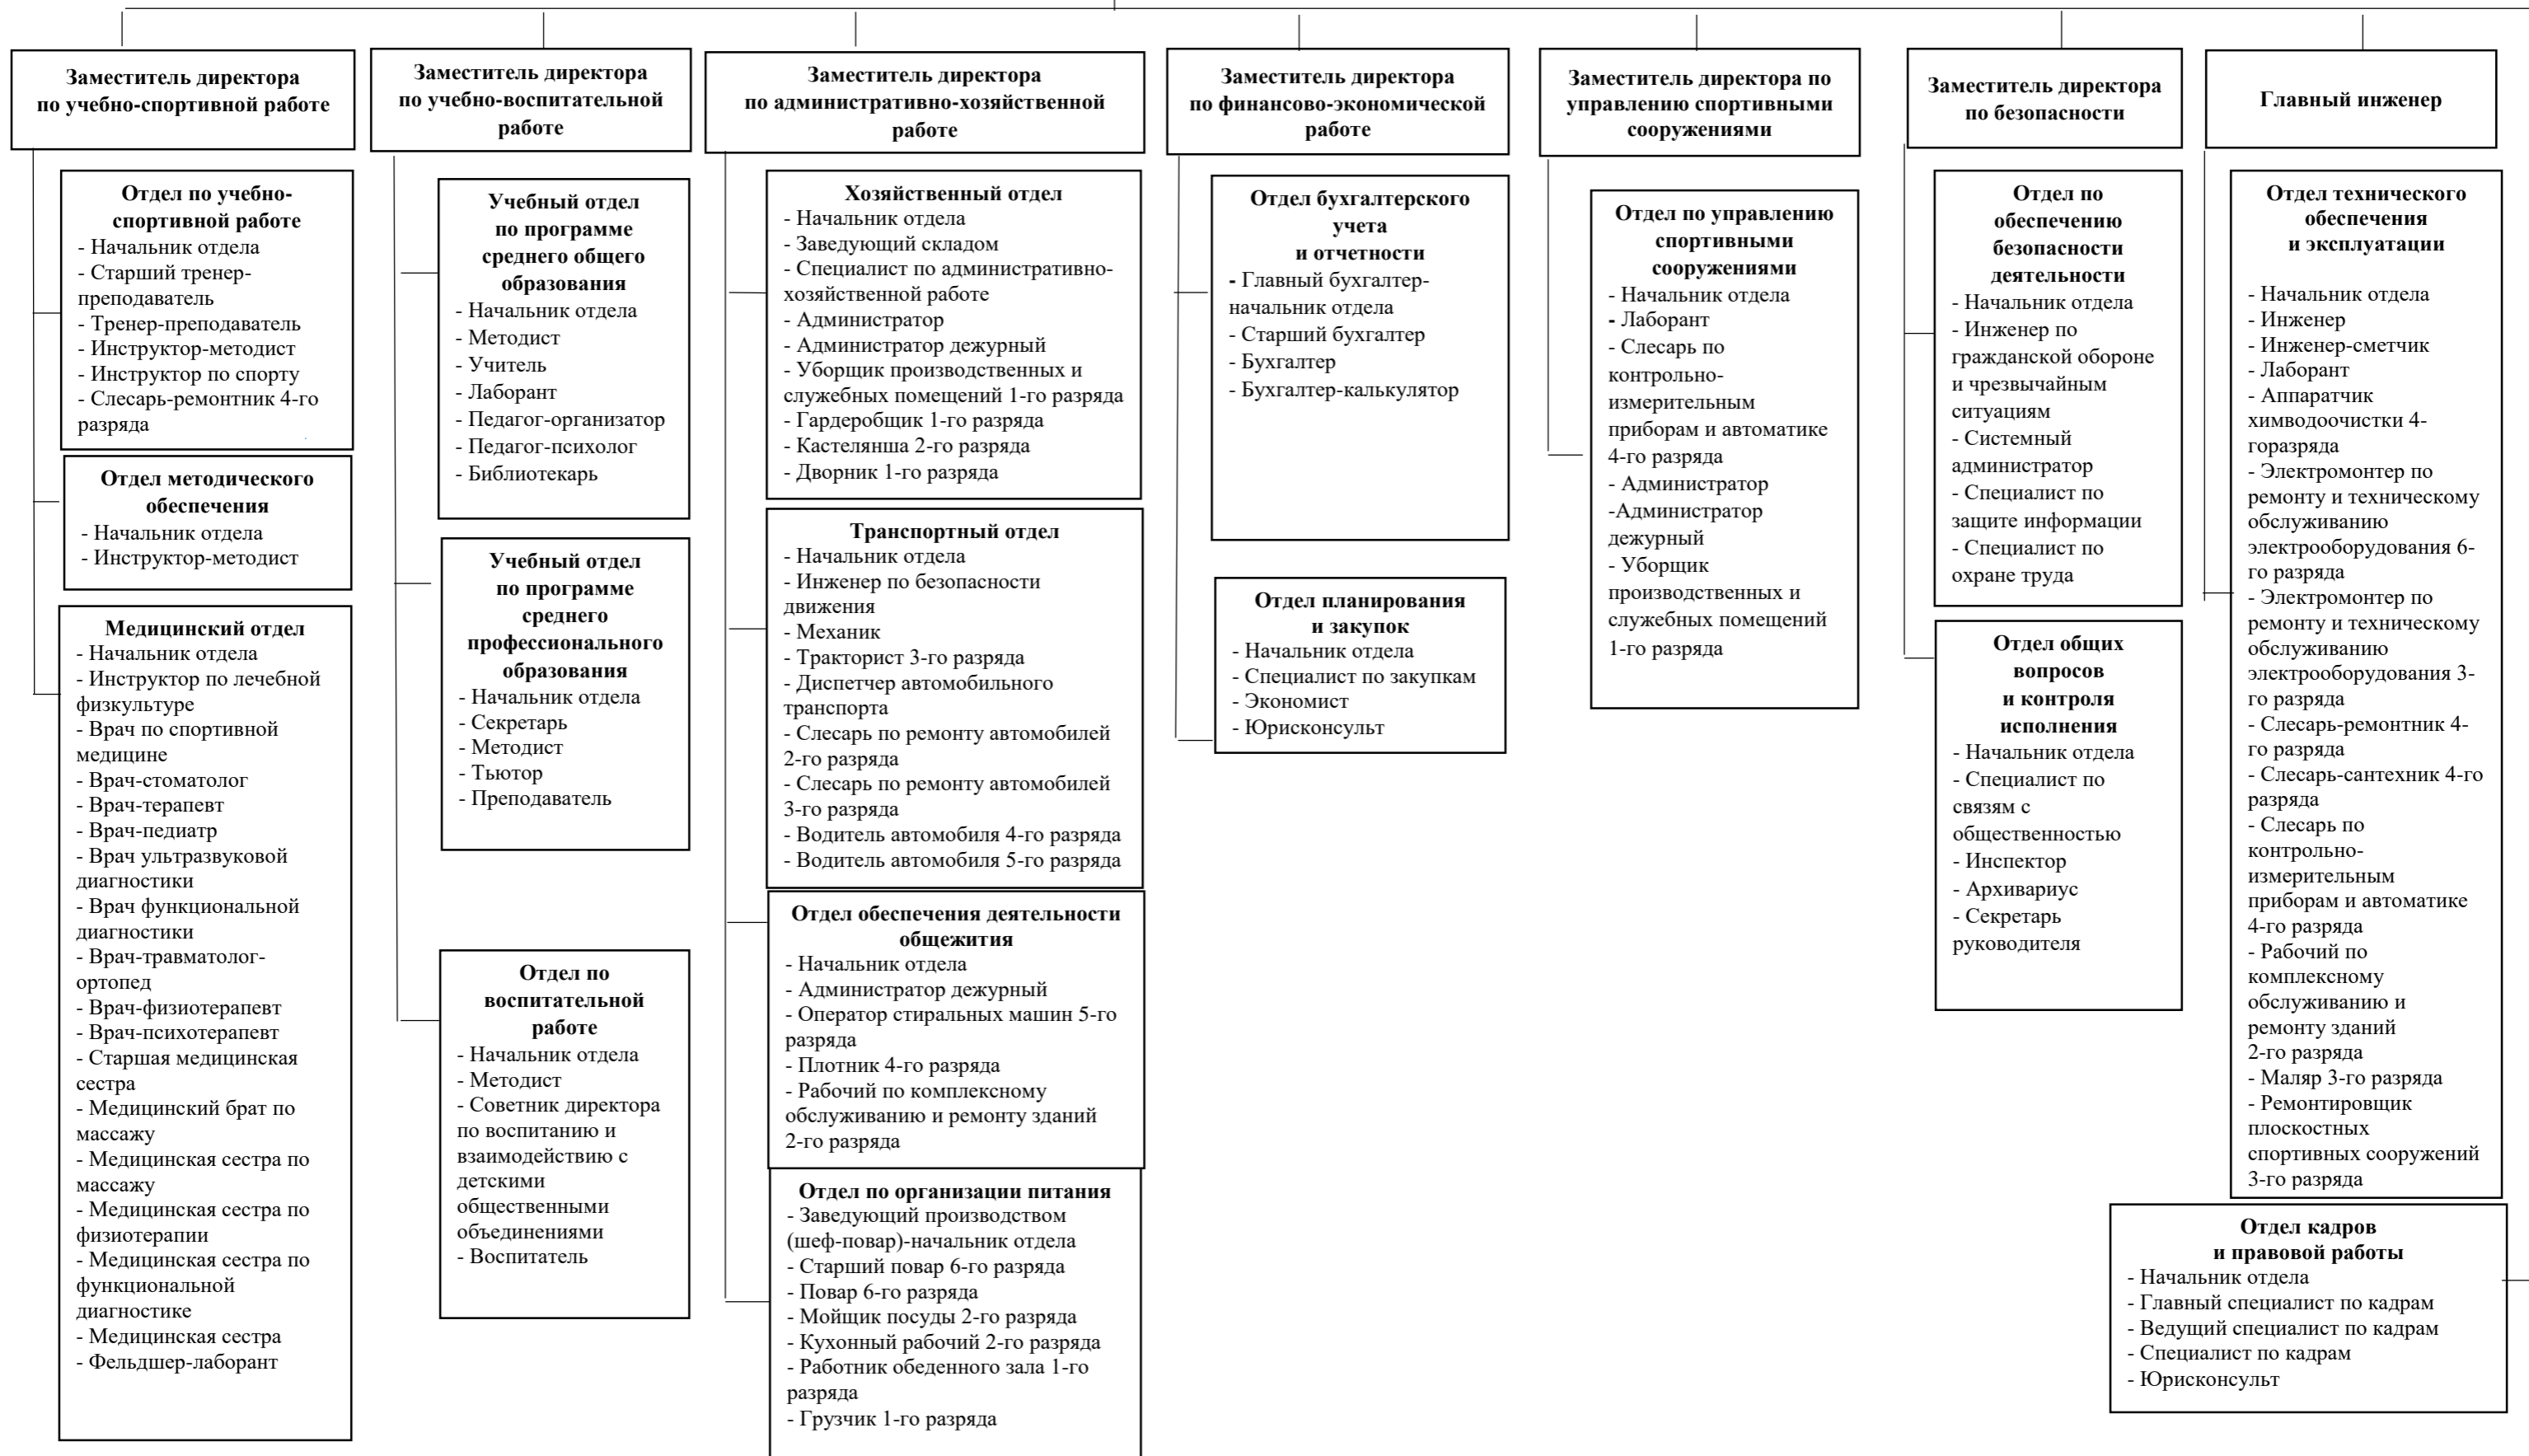 Заместитель директора
по учебно-спортивной работе
Отдел по учебно-
спортивной работе
- Начальник отдела
- Старший тренер-
преподаватель
- Тренер-преподаватель
- Инструктор-методист
- Инструктор по спорту
- Слесарь-ремонтник 4-го
разряда
Отдел методического
обеспечения
- Начальник отдела
- Инструктор-методист
Медицинский отдел
- Начальник отдела
- Инструктор по лечебной
физкультуре
- Врач по спортивной
медицине
- Врач-стоматолог
- Врач-терапевт
- Врач-педиатр
- Врач ультразвуковой
диагностики
- Врач функциональной
диагностики
- Врач-травматолог-
ортопед
- Врач-физиотерапевт
- Врач-психотерапевт
- Старшая медицинская
сестра
- Медицинский брат по
массажу
- Медицинская сестра по
массажу
- Медицинская сестра по
физиотерапии
- Медицинская сестра по
функциональной
диагностике
- Медицинская сестра
- Фельдшер-лаборант
Заместитель директора
по учебно-воспитательной
работе
Учебный отдел
по программе
среднего общего
образования
- Начальник отдела
- Методист
- Учитель
- Лаборант
- Педагог-организатор
- Педагог-психолог
- Библиотекарь
Учебный отдел
по программе
среднего
профессионального
образования
- Начальник отдела
- Секретарь
- Методист
- Тьютор
- Преподаватель
Отдел по
воспитательной
работе
- Начальник отдела
- Методист
- Советник директора
по воспитанию и
взаимодействию с
детскими
общественными
объединениями
- Воспитатель
Заместитель директора
по административно-хозяйственной
работе
Хозяйственный отдел
- Начальник отдела
- Заведующий складом
- Специалист по административно-
хозяйственной работе
- Администратор
- Администратор дежурный
- Уборщик производственных и
служебных помещений 1-го разряда
- Гардеробщик 1-го разряда
- Кастелянша 2-го разряда
- Дворник 1-го разряда
Транспортный отдел
- Начальник отдела
- Инженер по безопасности
движения
- Механик
- Тракторист 3-го разряда
- Диспетчер автомобильного
транспорта
- Слесарь по ремонту автомобилей
2-го разряда
- Слесарь по ремонту автомобилей
3-го разряда
- Водитель автомобиля 4-го разряда
- Водитель автомобиля 5-го разряда
Отдел обеспечения деятельности
общежития
- Начальник отдела
- Администратор дежурный
- Оператор стиральных машин 5-го
разряда
- Плотник 4-го разряда
- Рабочий по комплексному
обслуживанию и ремонту зданий
2-го разряда
Отдел по организации питания
- Заведующий производством
(шеф-повар)-начальник отдела
- Старший повар 6-го разряда
- Повар 6-го разряда
- Мойщик посуды 2-го разряда
- Кухонный рабочий 2-го разряда
- Работник обеденного зала 1-го
разряда
- Грузчик 1-го разряда
Заместитель директора
по финансово-экономической
работе
Отдел бухгалтерского
учета
и отчетности
- Главный бухгалтер-
начальник отдела
- Старший бухгалтер
- Бухгалтер
- Бухгалтер-калькулятор
Отдел планирования
и закупок
- Начальник отдела
- Специалист по закупкам
- Экономист
- Юрисконсульт
Заместитель директора по
управлению спортивными
сооружениями
Отдел по управлению
спортивными
сооружениями
- Начальник отдела
- Лаборант
- Слесарь по
контрольно-
измерительным
приборам и автоматике
4-го разряда
- Администратор
-Администратор
дежурный
- Уборщик
производственных и
служебных помещений
1-го разряда
Заместитель директора
по безопасности
Отдел по
обеспечению
безопасности
деятельности
- Начальник отдела
- Инженер по
гражданской обороне
и чрезвычайным
ситуациям
- Системный
администратор
- Специалист по
защите информации
- Специалист по
охране труда
Отдел общих
вопросов
и контроля
исполнения
- Начальник отдела
- Специалист по
связям с
общественностью
- Инспектор
- Архивариус
- Секретарь
руководителя
Главный инженер
Отдел технического
обеспечения
и эксплуатации
- Начальник отдела
- Инженер
- Инженер-сметчик
- Лаборант
- Аппаратчик
химводоочистки 4-
горазряда
- Электромонтер по
ремонту и техническому
обслуживанию
электрооборудования 6-
го разряда
- Электромонтер по
ремонту и техническому
обслуживанию
электрооборудования 3-
го разряда
- Слесарь-ремонтник 4-
го разряда
- Слесарь-сантехник 4-го
разряда
- Слесарь по
контрольно-
измерительным
приборам и автоматике
4-го разряда
- Рабочий по
комплексному
обслуживанию и
ремонту зданий
2-го разряда
- Маляр 3-го разряда
- Ремонтировщик
плоскостных
спортивных сооружений
3-го разряда
Отдел кадров
и правовой работы
- Начальник отдела
- Главный специалист по кадрам
- Ведущий специалист по кадрам
- Специалист по кадрам
- Юрисконсульт